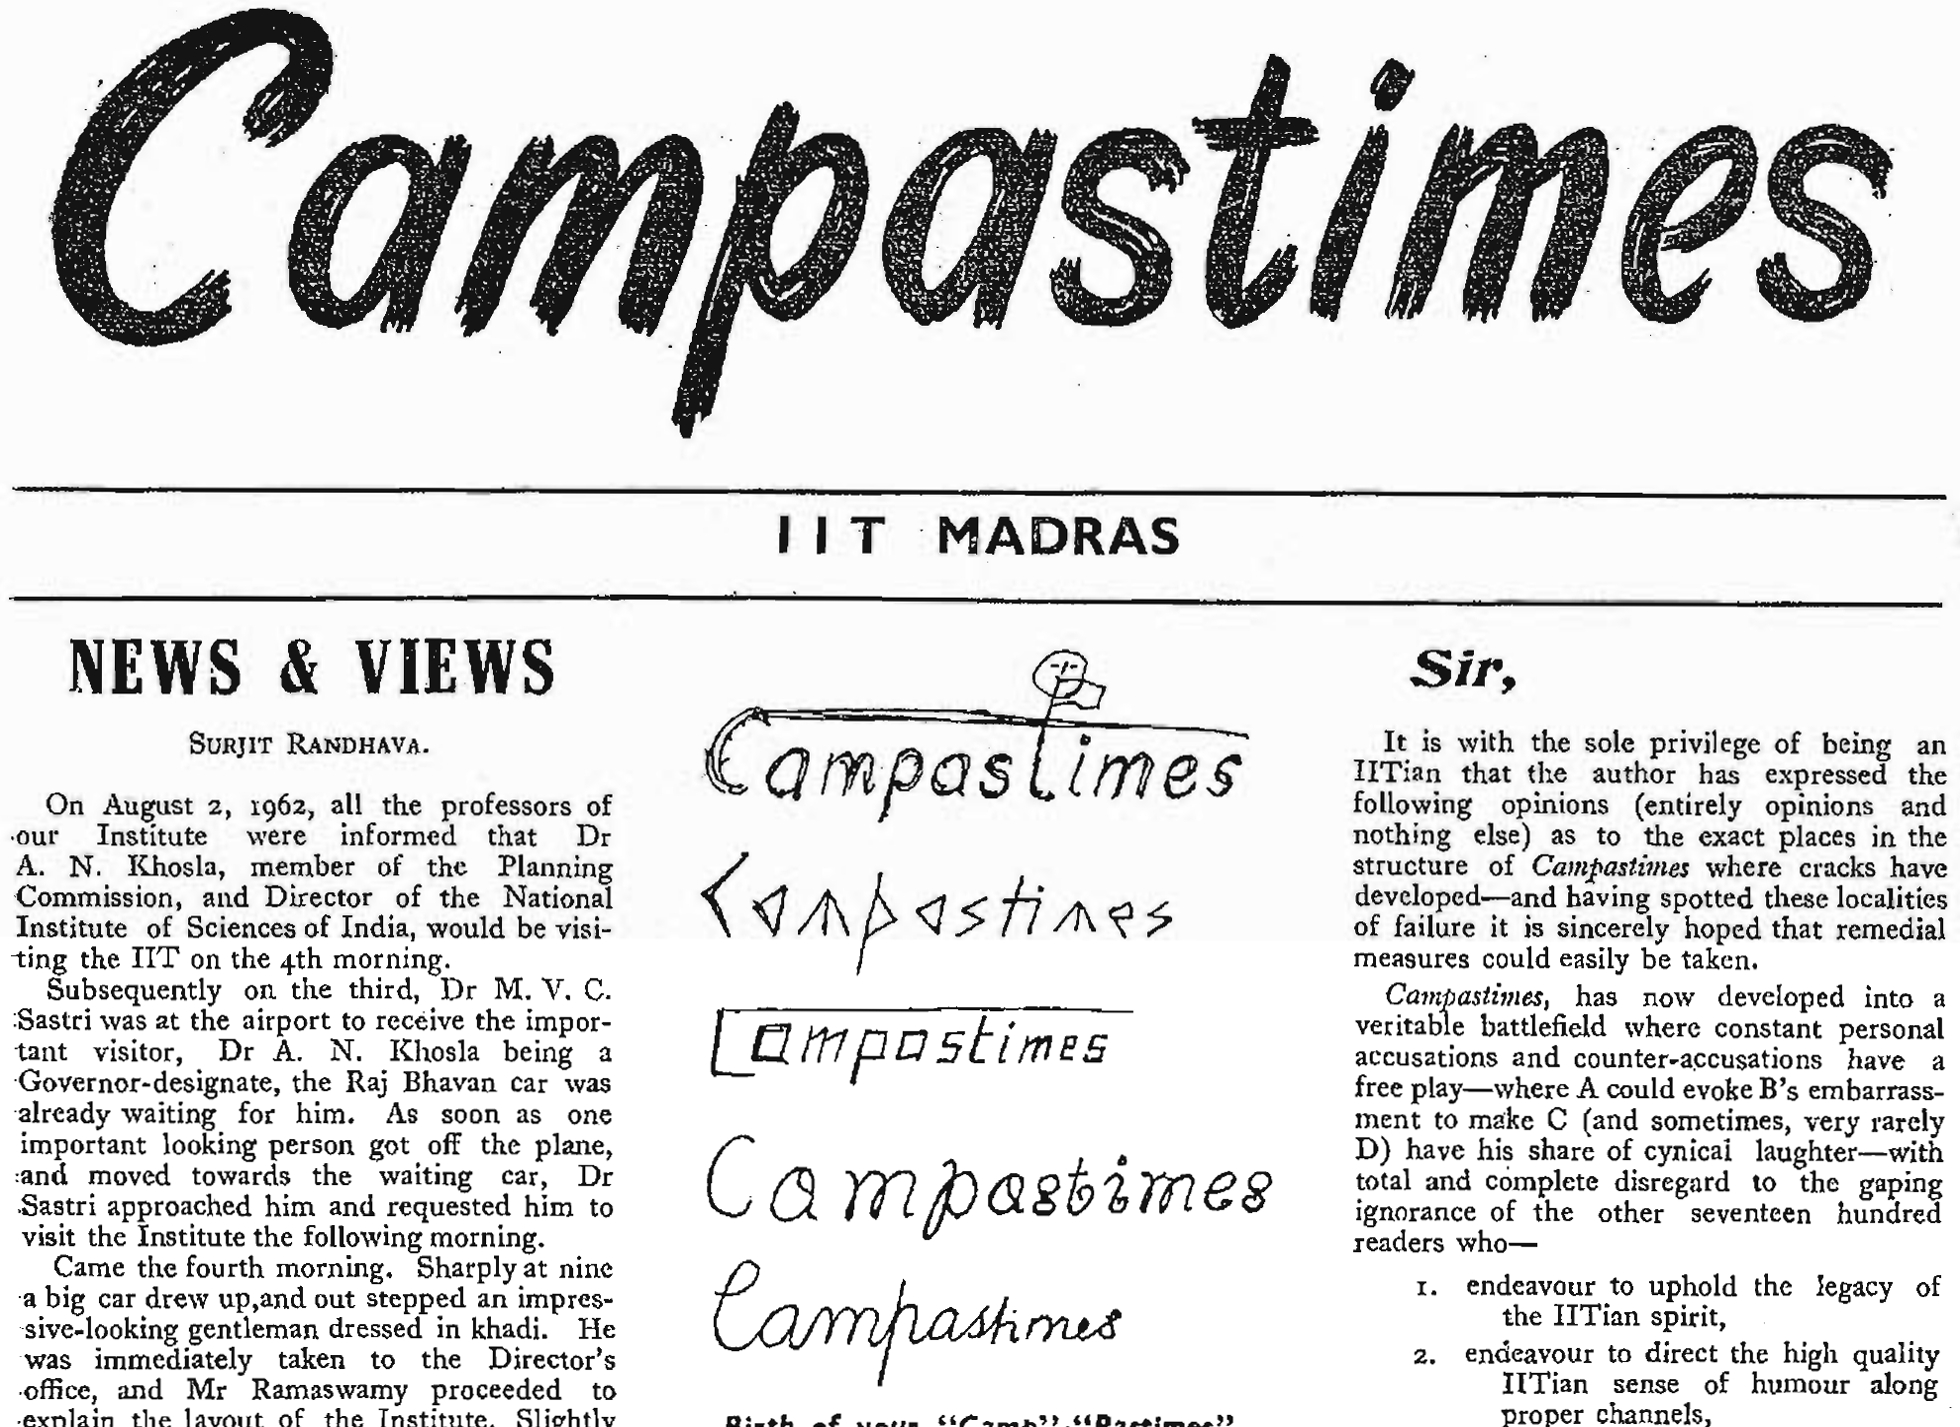 Campastimes
IIT MADRAS
NEWS & VIEWS
SURJIT RANDHAVA.
On August 2, 1962, all the professors of
our Institute were informed that Dr
A. N. Khosla, member of the Planning
Commission, and Director of the National
Institute of Sciences of India, would be visi-
ting the IIT on the 4th morning.
Subsequently on the third, Dr M. V. C.
Sastri was at the airport to receive the impor-
tant visitor, Dr A. N. Khosla being a
Governor-designate, the Raj Bhavan car was
already waiting for him. As soon as one
important looking person got off the plane,
and moved towards the waiting car, Dr
Sastri approached him and requested him to
visit the Institute the following morning.
Came the fourth morning. Sharply at nine
a big car drew up,and out stepped an impres-
sive-looking gentleman dressed in khadi. He
was immediately taken to the Director's
office, and Mr Ramaswamy proceeded to
explain the layout of the Institute. Slightly
Campastimes
Campastimes
Campastimes
Campastimes
Campastimes
Birth of your "Camp"-"Pastimes"
Sir,
It is with the sole privilege of being an
IITian that the author has expressed the
following opinions (entirely opinions and
nothing else) as to the exact places in the
structure of Campastimes where cracks have
developed—and having spotted these localities
of failure it is sincerely hoped that remedial
measures could easily be taken.
Campastimes, has now developed into a
veritable battlefield where constant personal
accusations and counter-accusations have a
free play—where A could evoke B's embarrass-
ment to make C (and sometimes, very rarely
D) have his share of cynical laughter—with
total and complete disregard to the gaping
ignorance of the other seventeen hundred
readers who—
1. endeavour to uphold the legacy of
the IITian spirit,
2. endeavour to direct the high quality
IITian sense of humour along
proper channels,